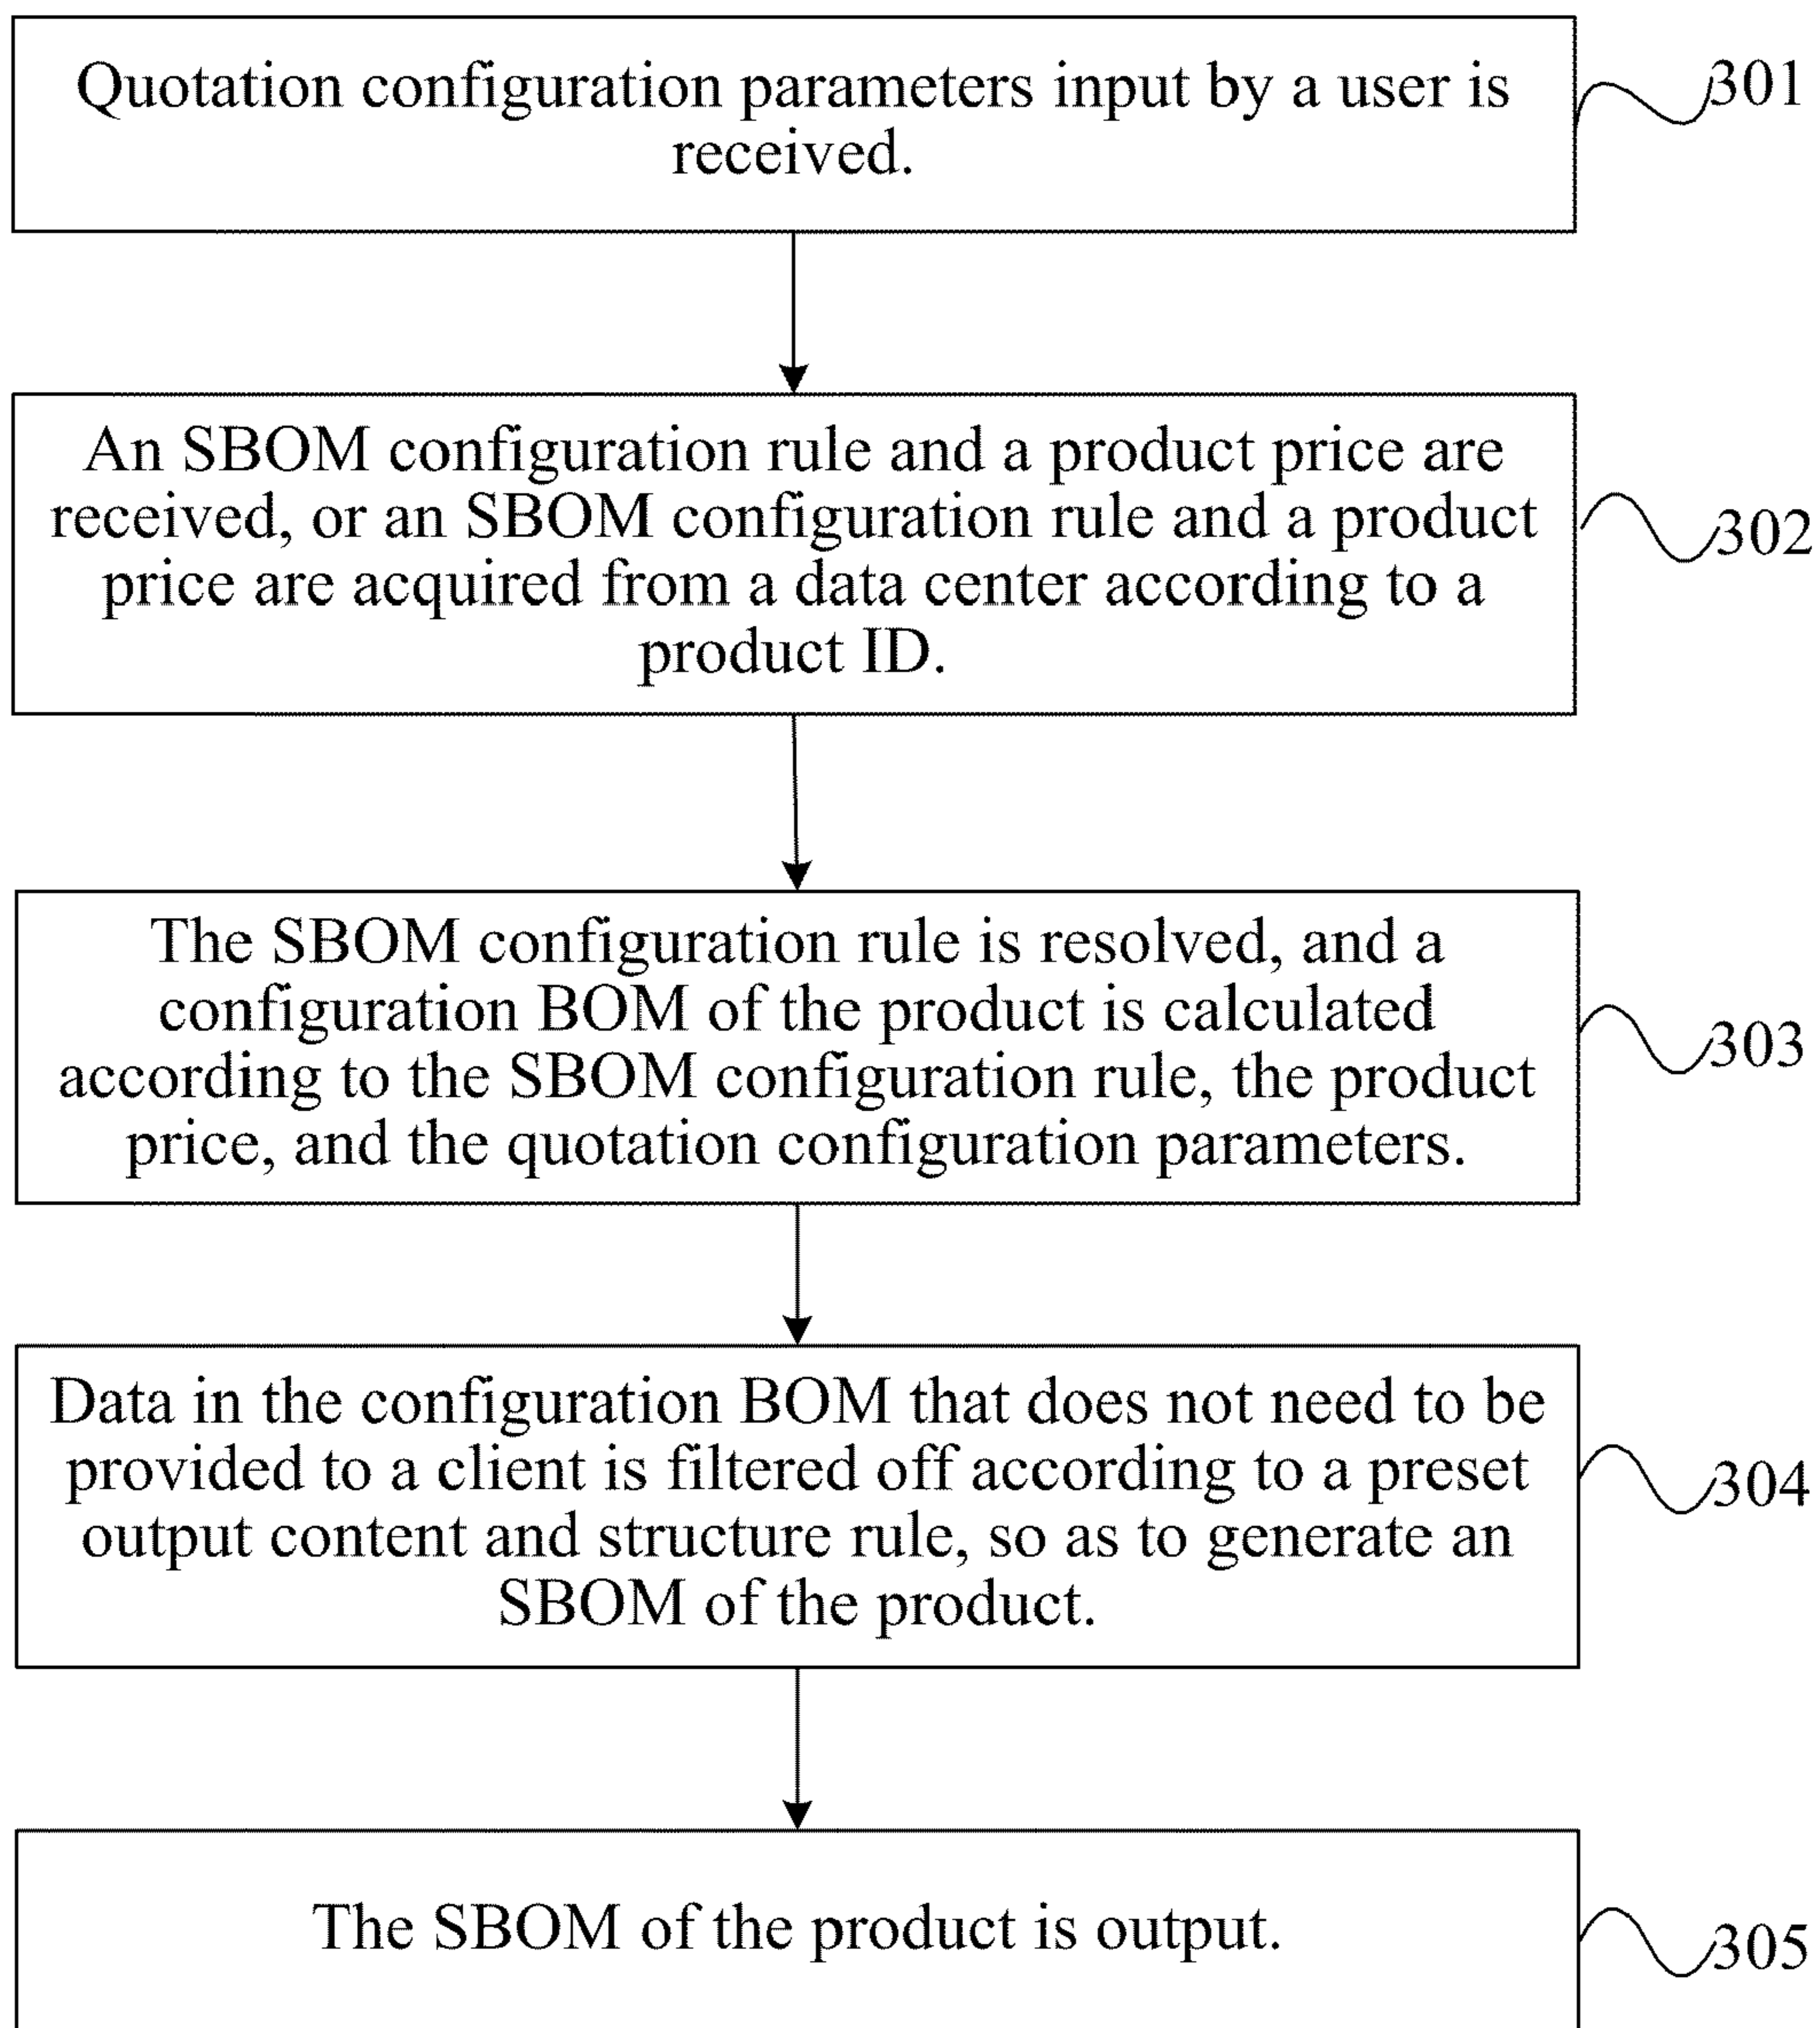 Quotation configuration parameters input by a user is
received.
301
An SBOM configuration rule and a product price are
received, or an SBOM configuration rule and a product
price are acquired from a data center according to a
product ID.
302
The SBOM configuration rule is resolved, and a
configuration BOM of the product is calculated
according to the SBOM configuration rule, the product
price, and the quotation configuration parameters.
303
Data in the configuration BOM that does not need to be
provided to a client is filtered off according to a preset
output content and structure rule, so as to generate an
SBOM of the product.
304
The SBOM of the product is output.
305